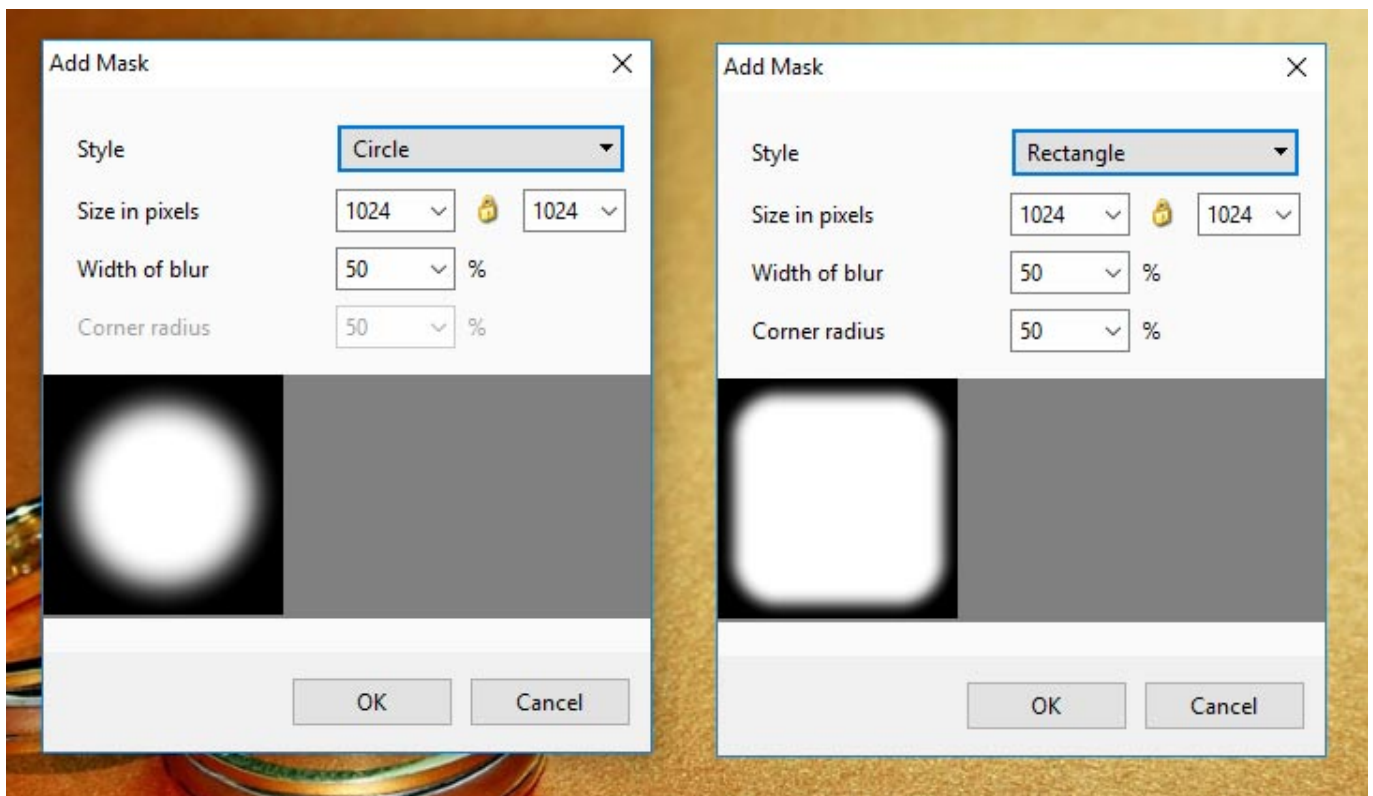 Add Mask
Style Circle
Size in pixels 1024 1024
Width of blur 50 %
Corner radius 50 %
OK Cancel
Add Mask
Style Rectangle
Size in pixels 1024 1024
Width of blur 50 %
Corner radius 50 %
OK Cancel